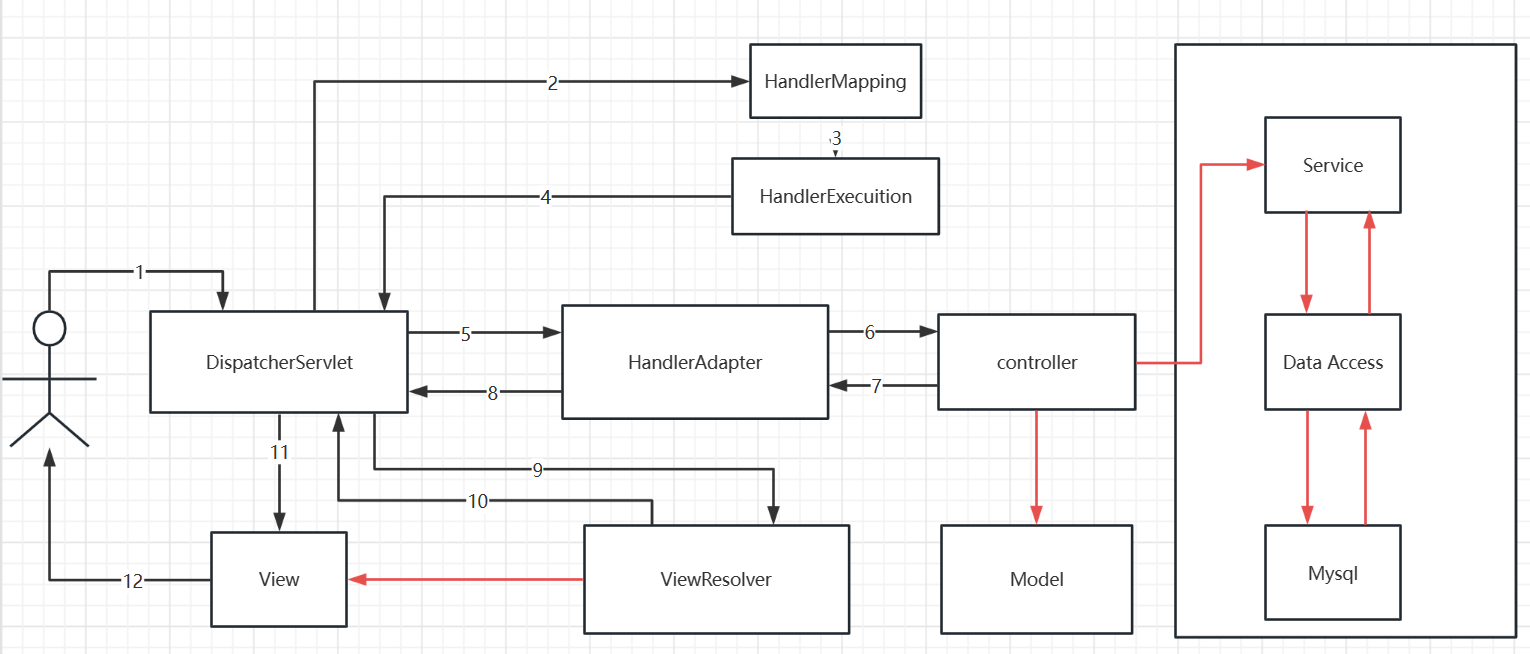 2
HandlerMapping
3
HandlerExecuition
4
Service
1
DispatcherServlet
5
HandlerAdapter
6
controller
Data Access
8
7
11
9
10
View
12
ViewResolver
Model
Mysql